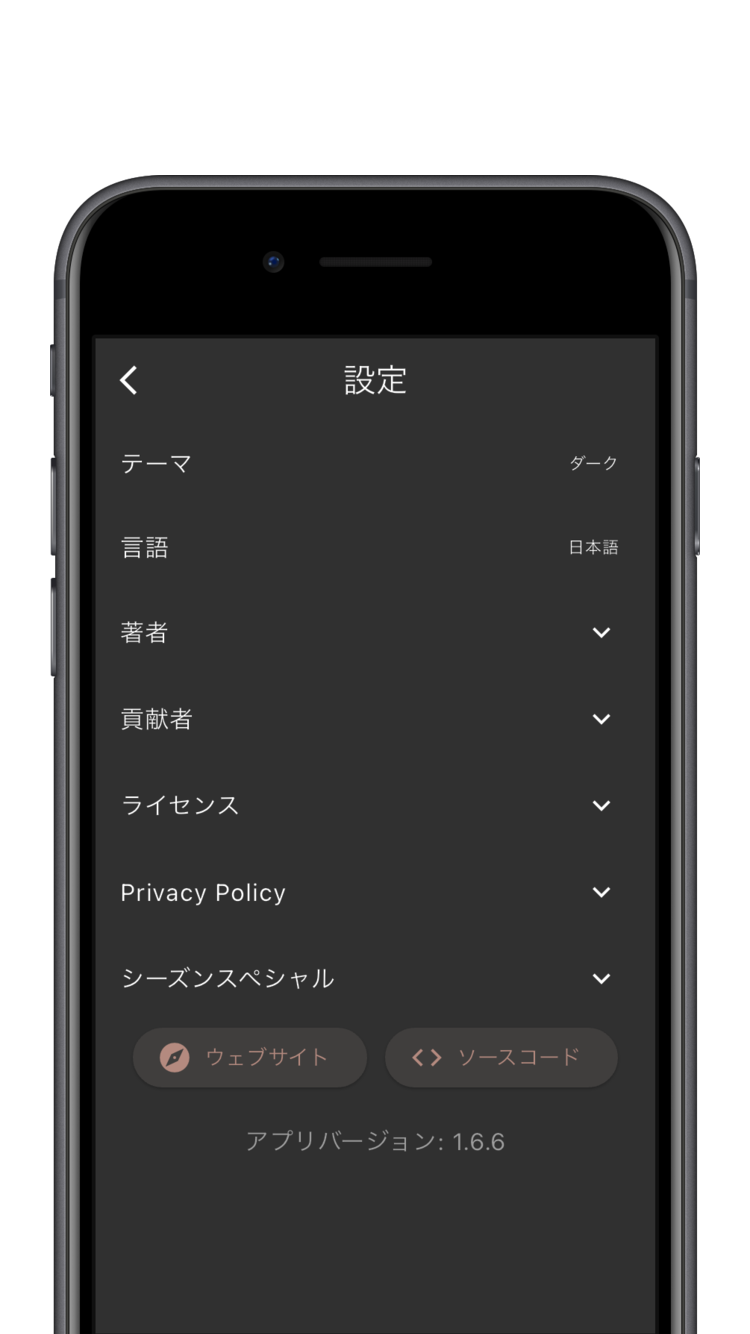 設定
テーマ ダーク
言語 日本語
著者
貢献者
ライセンス
Privacy Policy
シーズンスペシャル
ウェブサイト ソースコード
アプリバージョン: 1.6.6